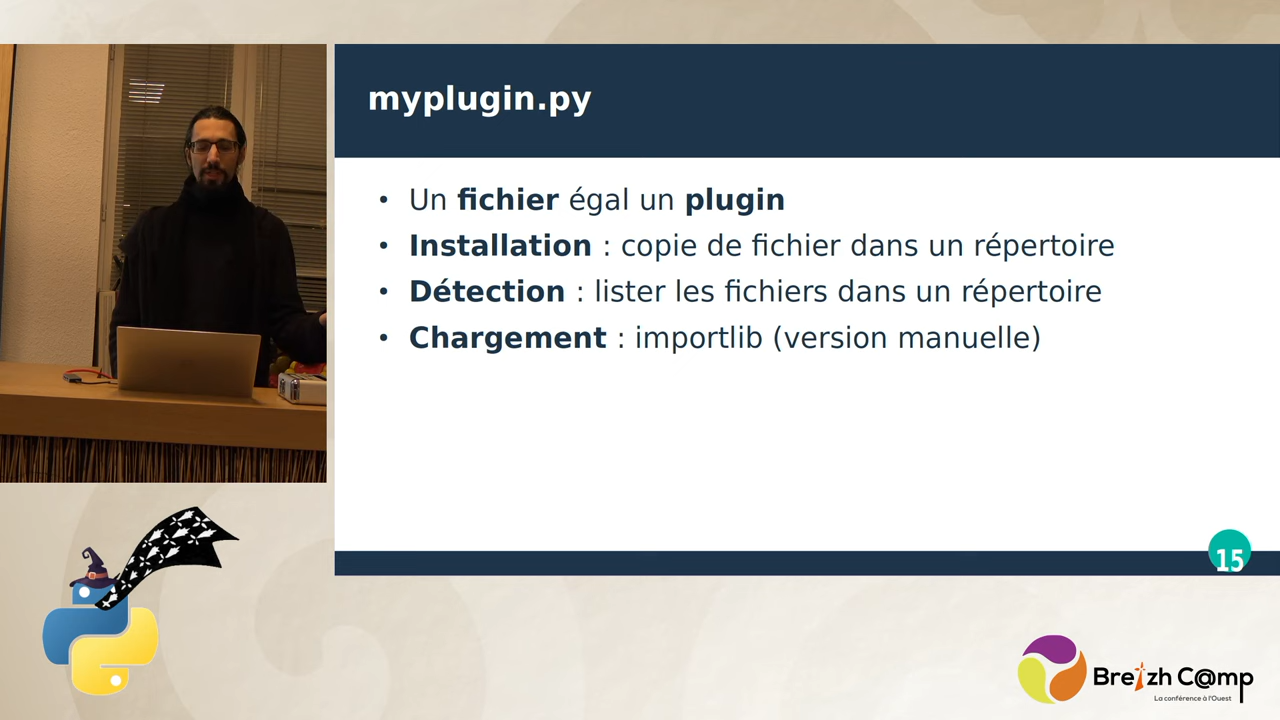 myplugin.py
• Un fichier égal un plugin
• Installation : copie de fichier dans un répertoire
• Détection : lister les fichiers dans un répertoire
• Chargement : importlib (version manuelle)
15
Breizh C@mp
La conférence à l'Ouest